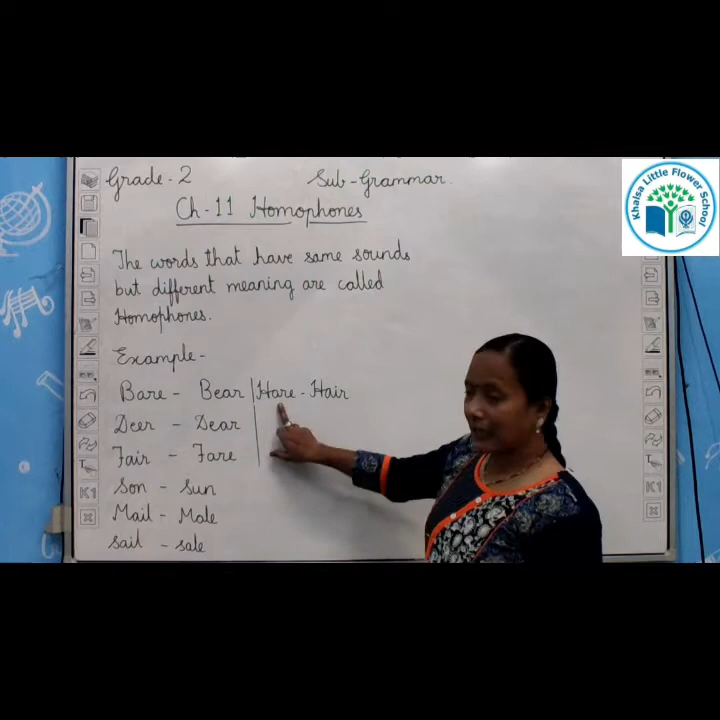 Grade - 2 Sub - Grammar.
Ch - 11 Homophones
The words that have same sounds
but different meaning are called
Homophones.
Example -
Bare - Bear | Hare - Hair
Deer - Dear
Fair - Fare
Son - Sun
Mail - Male
Sail - Sale
Khalsa Little Flower School
K1
K1